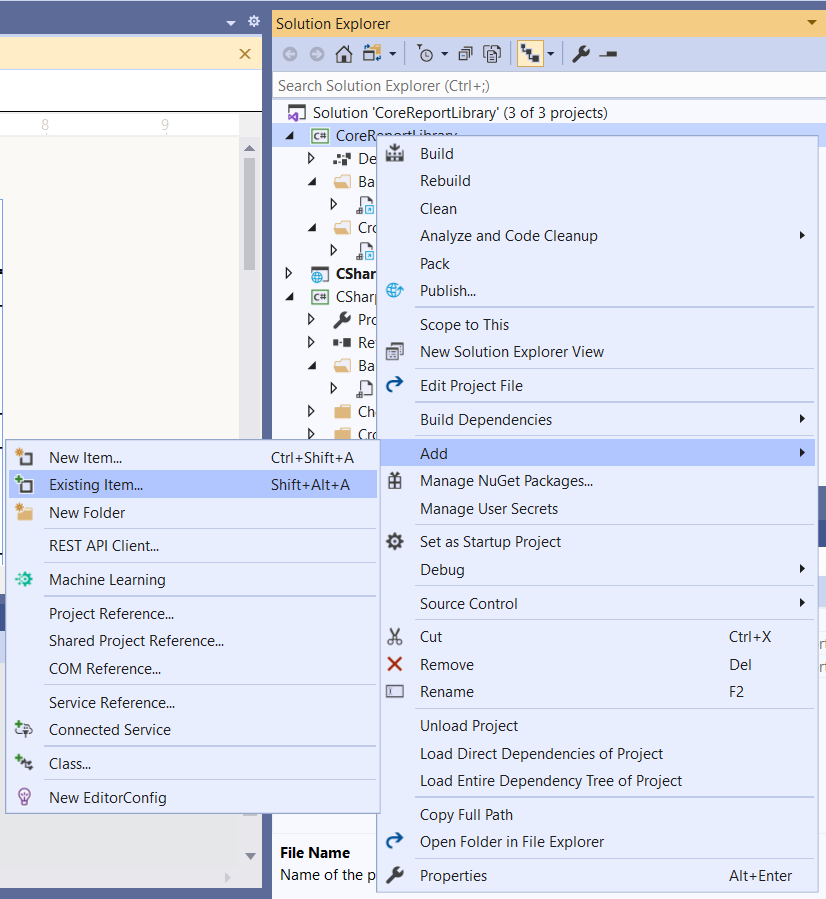 Solution Explorer
Search Solution Explorer (Ctrl+;)
8 9
Solution 'CoreReportLibrary' (3 of 3 projects)
C# CoreReportLibrary
De
Ba
Cro
CShar
C# CSharp
Pro
Re
Ba
Che
Cro
Build
Rebuild
Clean
Analyze and Code Cleanup
Pack
Publish...
Scope to This
New Solution Explorer View
Edit Project File
Build Dependencies
Add
Manage NuGet Packages...
Manage User Secrets
Set as Startup Project
Debug
Source Control
Cut Ctrl+X
Remove Del
Rename F2
Unload Project
Load Direct Dependencies of Project
Load Entire Dependency Tree of Project
Copy Full Path
Open Folder in File Explorer
Properties Alt+Enter
New Item... Ctrl+Shift+A
Existing Item... Shift+Alt+A
New Folder
REST API Client...
Machine Learning
Project Reference...
Shared Project Reference...
COM Reference...
Service Reference...
Connected Service
Class...
New EditorConfig
File Name
Name of the p